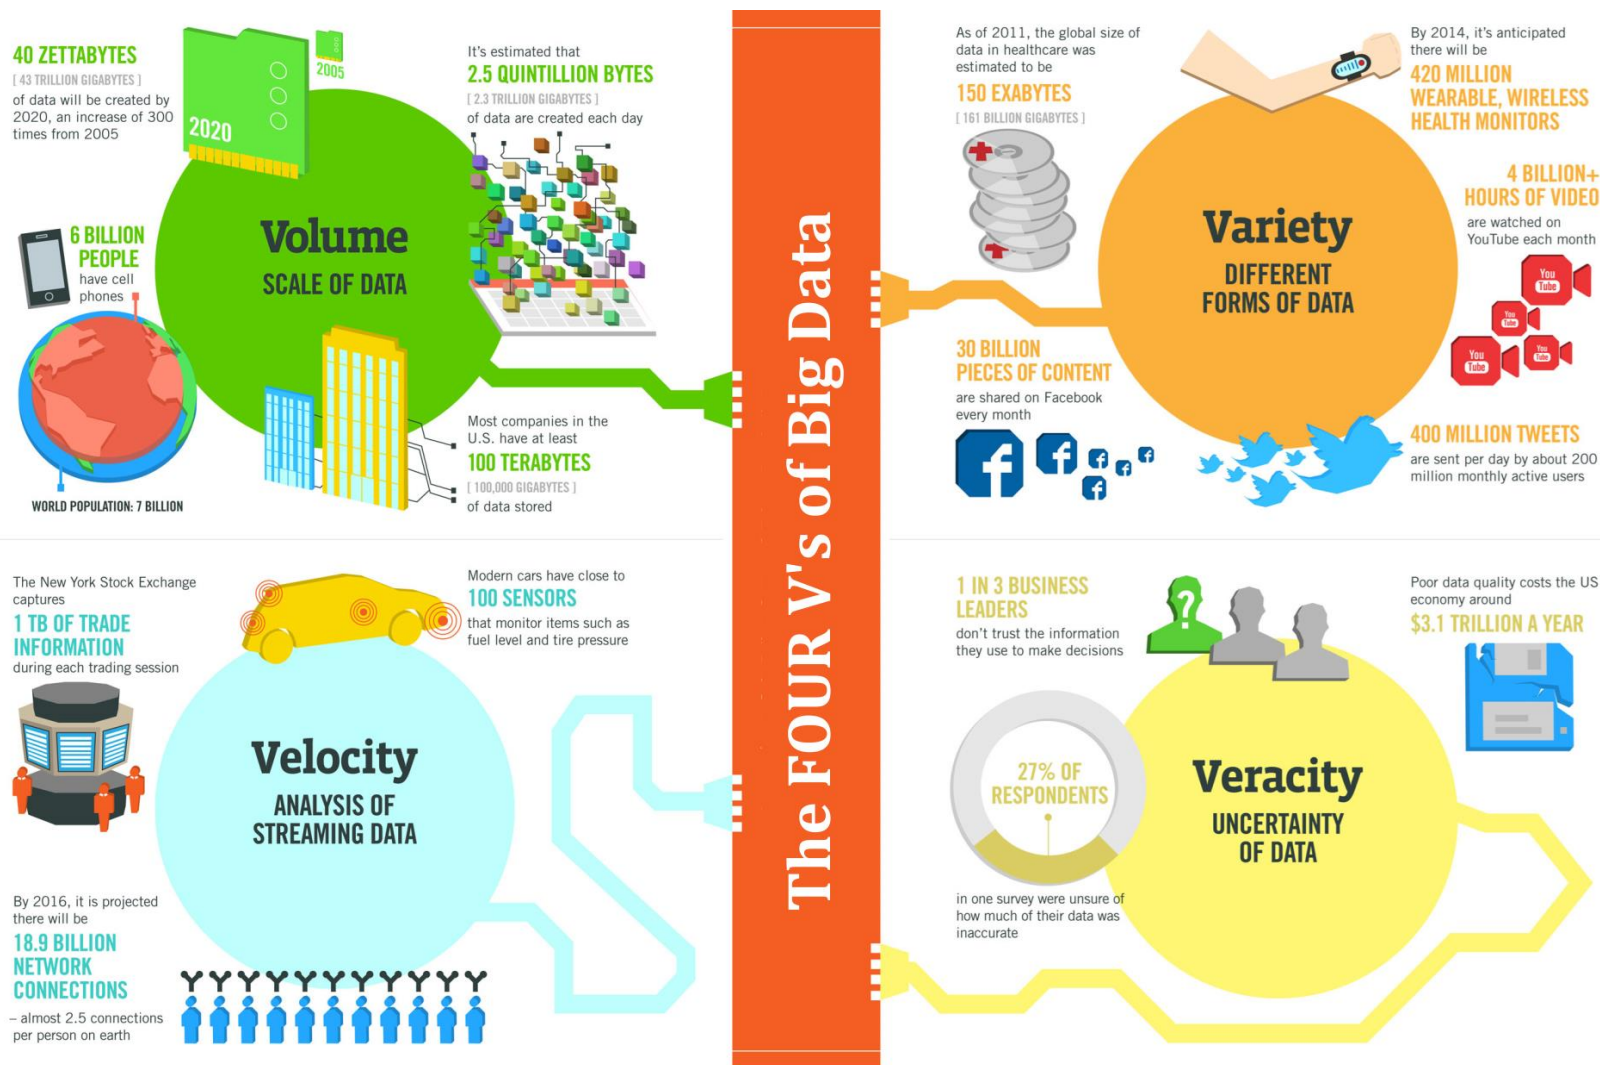 40 ZETTABYTES
[ 43 TRILLION GIGABYTES ]
of data will be created by
2020, an increase of 300
times from 2005
2020
2005
It's estimated that
2.5 QUINTILLION BYTES
[ 2.3 TRILLION GIGABYTES ]
of data are created each day
6 BILLION
PEOPLE
have cell
phones
WORLD POPULATION: 7 BILLION
Volume
SCALE OF DATA
Most companies in the
U.S. have at least
100 TERABYTES
[ 100,000 GIGABYTES ]
of data stored
The New York Stock Exchange
captures
1 TB OF TRADE
INFORMATION
during each trading session
Modern cars have close to
100 SENSORS
that monitor items such as
fuel level and tire pressure
Velocity
ANALYSIS OF
STREAMING DATA
By 2016, it is projected
there will be
18.9 BILLION
NETWORK
CONNECTIONS
– almost 2.5 connections
per person on earth
The FOUR V's of Big Data
As of 2011, the global size of
data in healthcare was
estimated to be
150 EXABYTES
[ 161 BILLION GIGABYTES ]
By 2014, it's anticipated
there will be
420 MILLION
WEARABLE, WIRELESS
HEALTH MONITORS
Variety
DIFFERENT
FORMS OF DATA
4 BILLION+
HOURS OF VIDEO
are watched on
YouTube each month
You
Tube
You
Tube
You
Tube
You
Tube
30 BILLION
PIECES OF CONTENT
are shared on Facebook
every month
f
f
f
f
f
f
400 MILLION TWEETS
are sent per day by about 200
million monthly active users
1 IN 3 BUSINESS
LEADERS
don't trust the information
they use to make decisions
?
Poor data quality costs the US
economy around
$3.1 TRILLION A YEAR
27% OF
RESPONDENTS
in one survey were unsure of
how much of their data was
inaccurate
Veracity
UNCERTAINTY
OF DATA